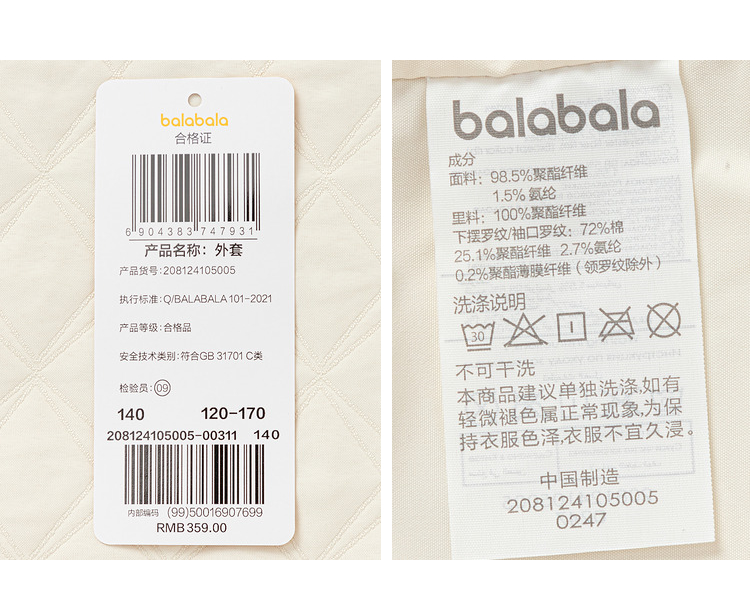 balabala
合格证
6 904383 747931
产品名称：外套
产品货号：208124105005
执行标准：Q/BALABALA 101-2021
产品等级：合格品
安全技术类别：符合GB 31701 C类
检验员：09
140 120-170
208124105005-00311 140
内部编码 (99)50016907699
RMB359.00
balabala
成分
面料：98.5%聚酯纤维
1.5%氨纶
里料：100%聚酯纤维
下摆罗纹/袖口罗纹：72%棉
25.1%聚酯纤维 2.7%氨纶
0.2%聚酯薄膜纤维（领罗纹除外）
洗涤说明
30
不可干洗
本商品建议单独洗涤,如有
轻微褪色属正常现象,为保
持衣服色泽,衣服不宜久浸。
中国制造
208124105005
0247